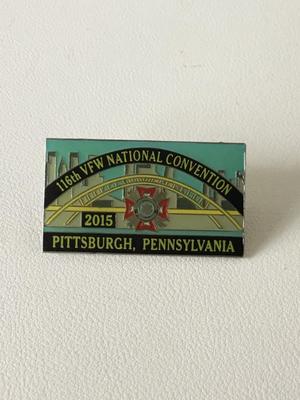 116th VFW NATIONAL CONVENTION
2015
PITTSBURGH, PENNSYLVANIA